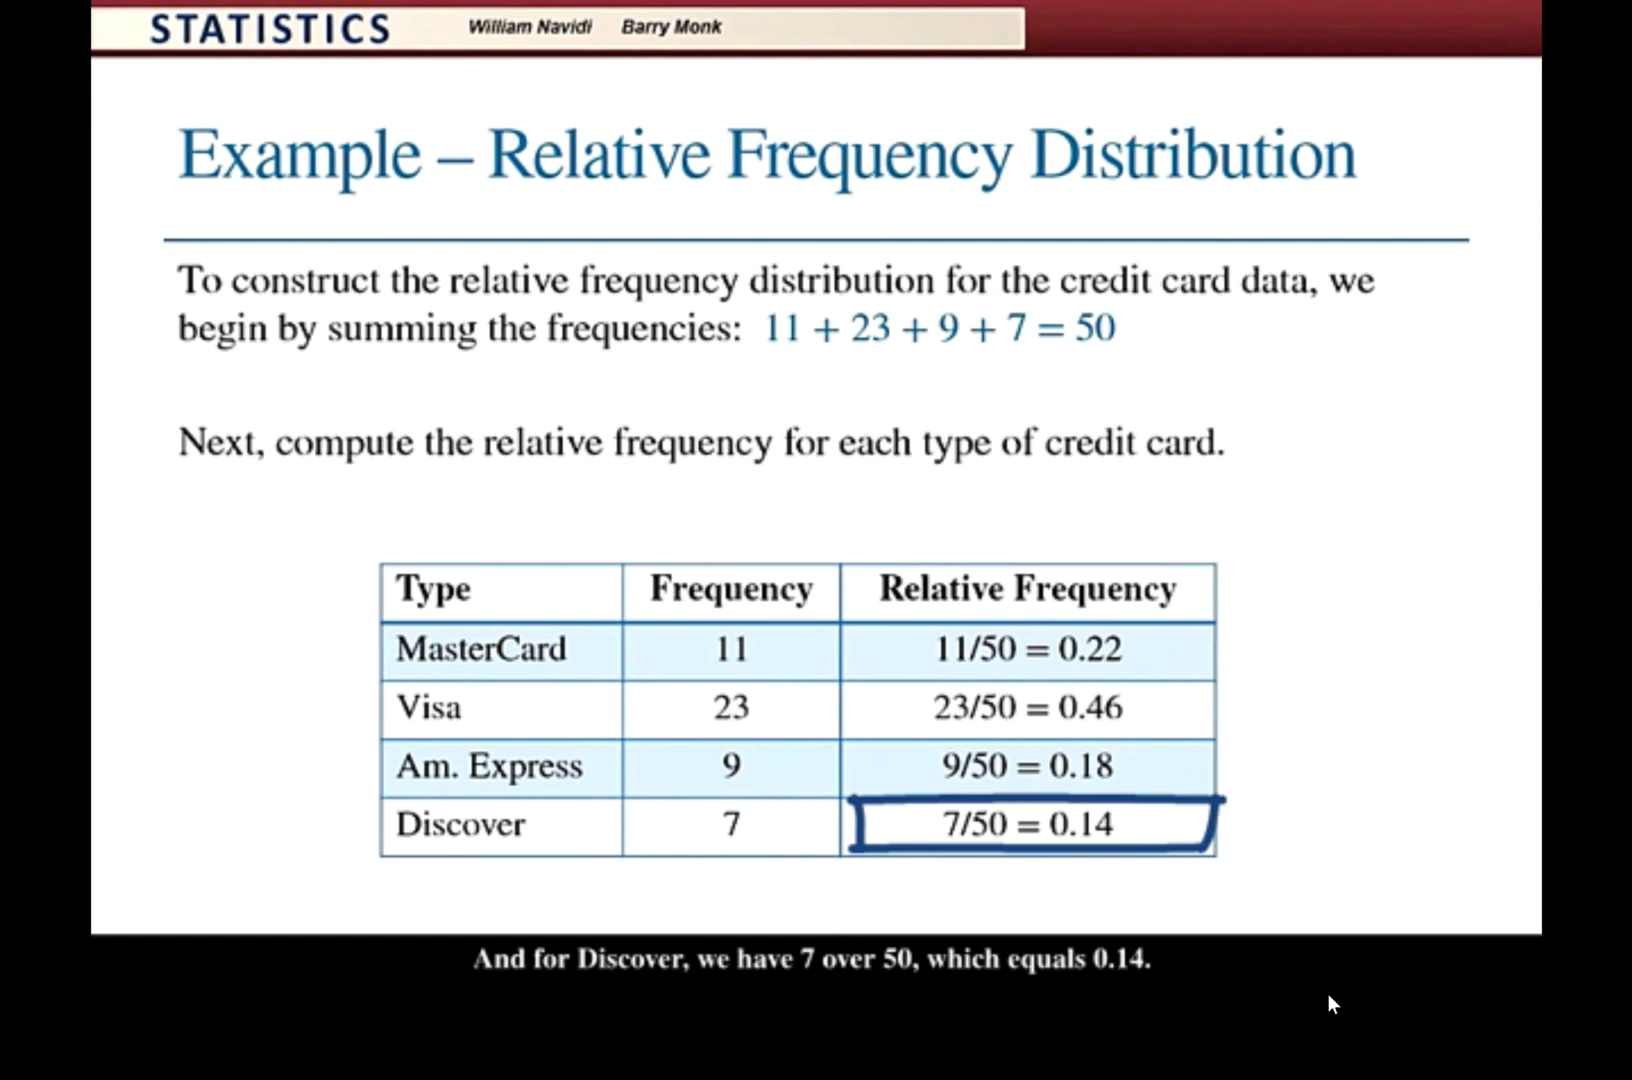 STATISTICS William Navidi Barry Monk
Example – Relative Frequency Distribution
To construct the relative frequency distribution for the credit card data, we
begin by summing the frequencies: 11 + 23 + 9 + 7 = 50
Next, compute the relative frequency for each type of credit card.
Type Frequency Relative Frequency
MasterCard 11 11/50 = 0.22
Visa 23 23/50 = 0.46
Am. Express 9 9/50 = 0.18
Discover 7 7/50 = 0.14
And for Discover, we have 7 over 50, which equals 0.14.